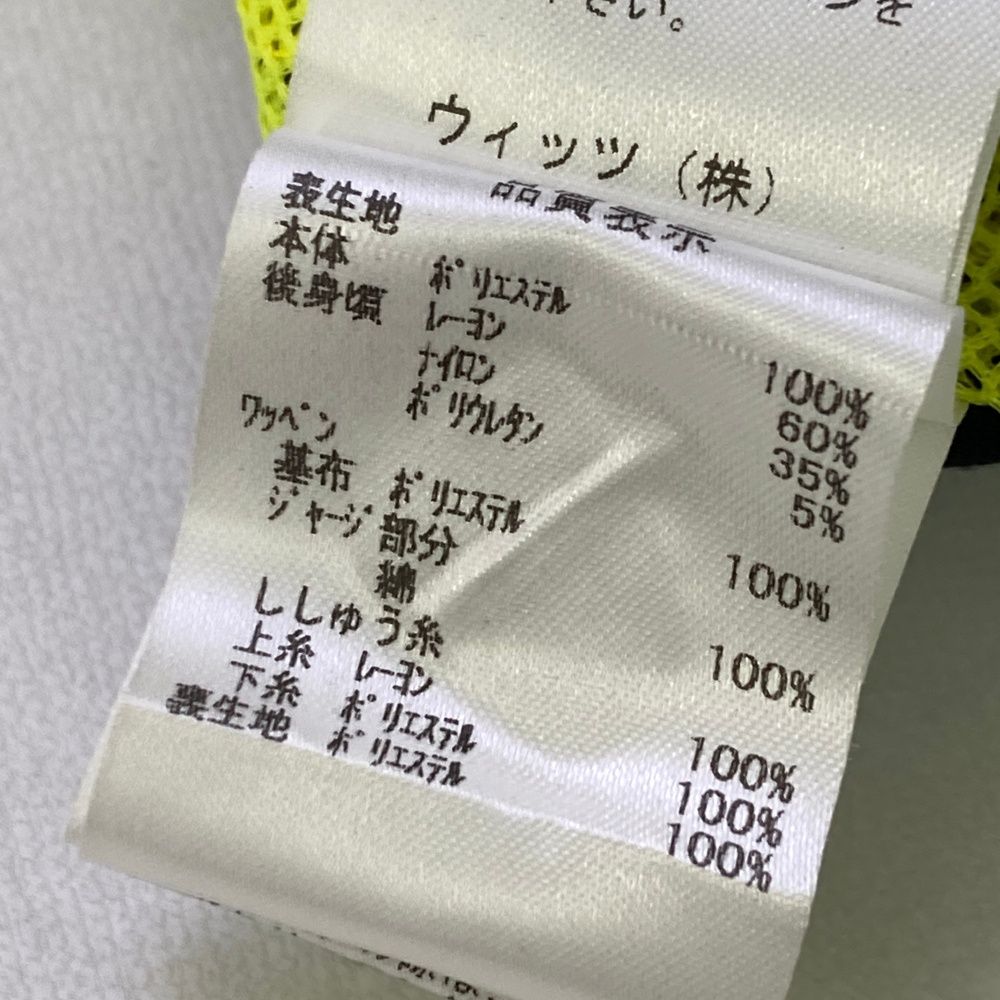 さい。
を
ウィッツ（株）
品質表示
表生地
本体 ポリエステル 100%
後身頃 レーヨン 60%
ナイロン 35%
ポリウレタン 5%
ワッペン
基布 ポリエステル 100%
ジャージ部分
綿 100%
ししゅう糸
上糸 レーヨン 100%
下糸 ポリエステル 100%
裏生地 ポリエステル 100%